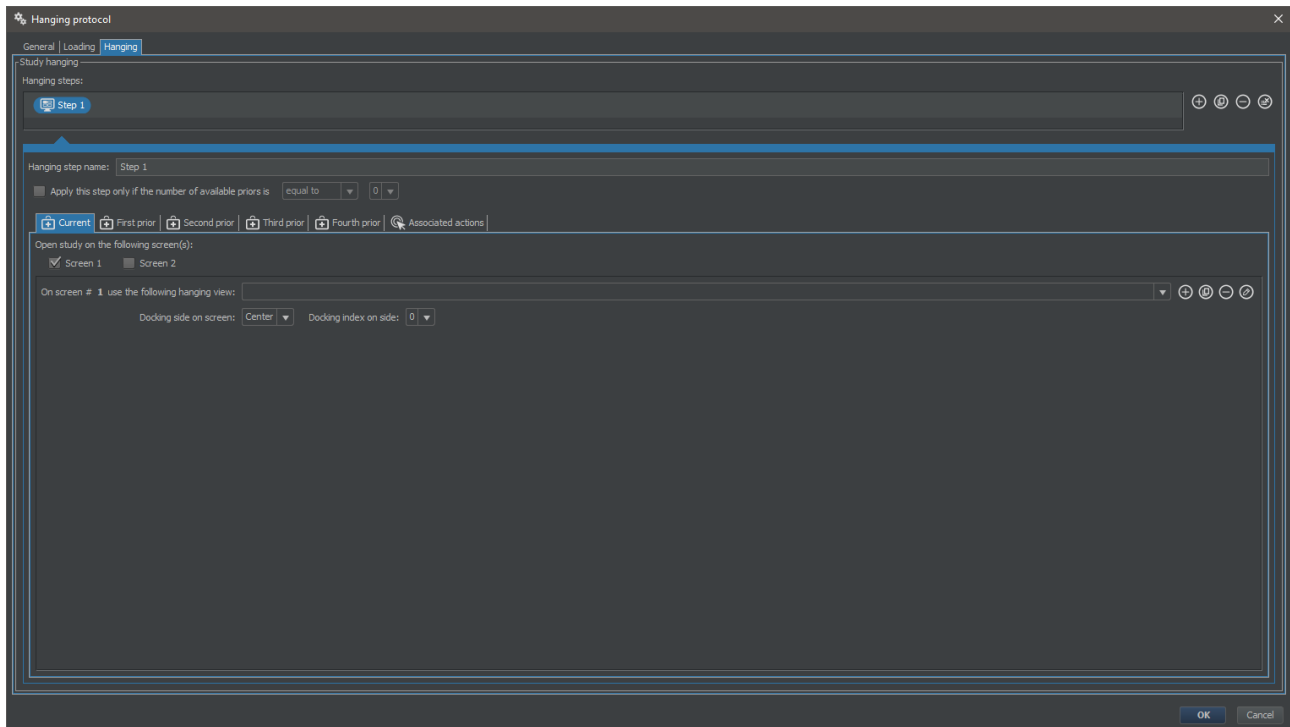 Hanging protocol
General Loading Hanging
Study hanging
Hanging steps:
Step 1
Hanging step name: Step 1
Apply this step only if the number of available priors is equal to 0
Current First prior Second prior Third prior Fourth prior Associated actions
Open study on the following screen(s):
Screen 1 Screen 2
On screen # 1 use the following hanging view:
Docking side on screen: Center Docking index on side: 0
OK Cancel